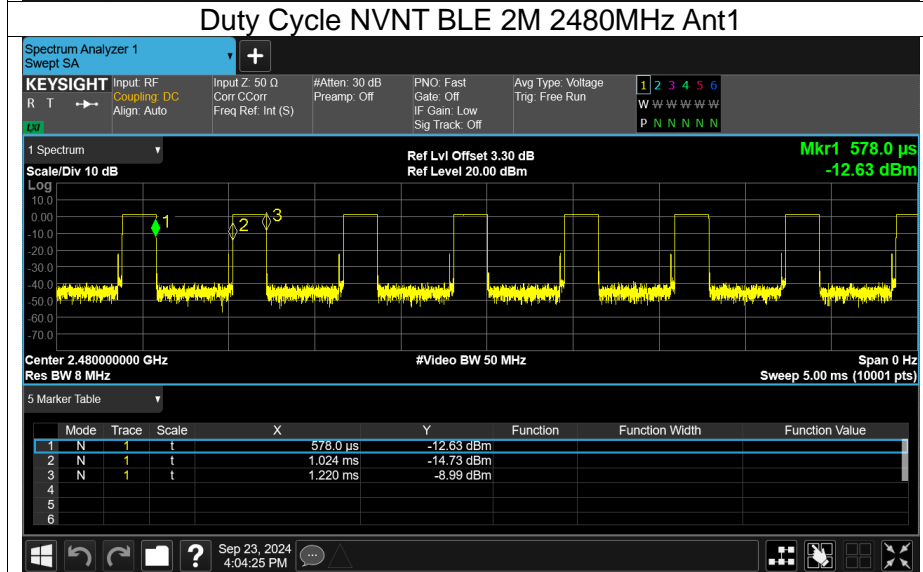 Duty Cycle NVNT BLE 2M 2480MHz Ant1
Spectrum Analyzer 1
Swept SA
+
KEYSIGHT Input: RF Input Z: 50 Ω #Atten: 30 dB PNO: Fast Avg Type: Voltage 1 2 3 4 5 6
R T Coupling: DC Corr CCorr Preamp: Off Gate: Off Trig: Free Run
Align: Auto Freq Ref: Int (S) IF Gain: Low W W W W W W
LXI Sig Track: Off P N N N N N
1 Spectrum Ref Lvl Offset 3.30 dB Mkr1 578.0 µs
Scale/Div 10 dB Ref Level 20.00 dBm -12.63 dBm
Log
10.0
0.00
-10.0
-20.0
-30.0
-40.0
-50.0
-60.0
-70.0
1 2 3
Center 2.480000000 GHz #Video BW 50 MHz Span 0 Hz
Res BW 8 MHz Sweep 5.00 ms (10001 pts)
5 Marker Table
Mode Trace Scale X Y Function Function Width Function Value
1 N 1 t 578.0 µs -12.63 dBm
2 N 1 t 1.024 ms -14.73 dBm
3 N 1 t 1.220 ms -8.99 dBm
4
5
6
? Sep 23, 2024
4:04:25 PM